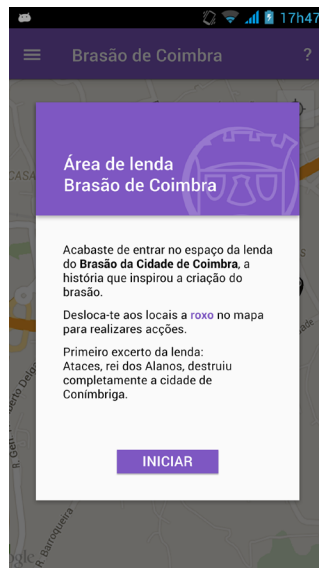 17h47
Brasão de Coimbra
?
CASA
Área de lenda
Brasão de Coimbra
Acabaste de entrar no espaço da lenda
do Brasão da Cidade de Coimbra, a
história que inspirou a criação do
brasão.
Desloca-te aos locais a roxo no mapa
para realizares acções.
Primeiro excerto da lenda:
Ataces, rei dos Alanos, destruiu
completamente a cidade de
Conímbriga.
INICIAR
R. Barroqueira